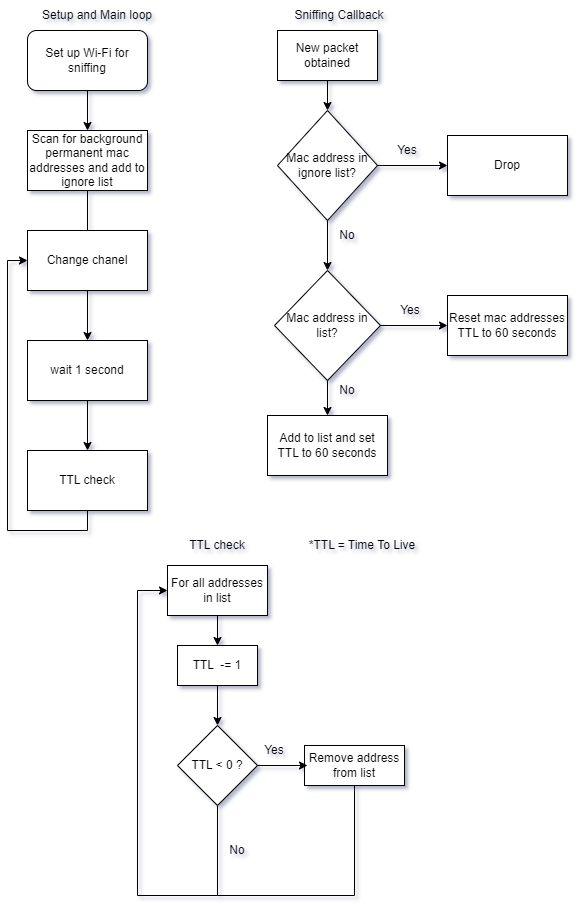 Setup and Main loop
Set up Wi-Fi for
sniffing
Scan for background
permanent mac
addresses and add to
ignore list
Change chanel
wait 1 second
TTL check
Sniffing Callback
New packet
obtained
Mac address in
ignore list?
Yes
Drop
No
Mac address in
list?
Yes
Reset mac addresses
TTL to 60 seconds
No
Add to list and set
TTL to 60 seconds
TTL check
*TTL = Time To Live
For all addresses
in list
TTL -= 1
TTL < 0 ?
Yes
Remove address
from list
No